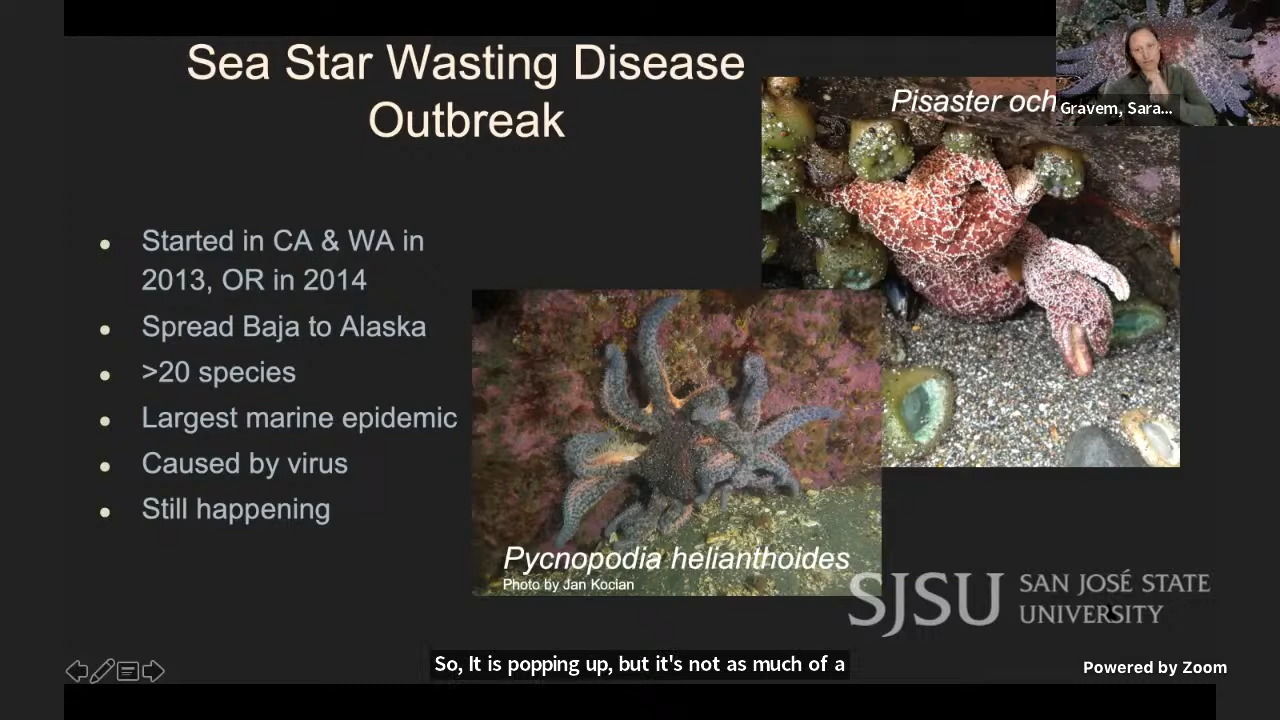 Sea Star Wasting Disease
Outbreak
Pisaster och
Gravem, Sara...
• Started in CA & WA in
2013, OR in 2014
• Spread Baja to Alaska
• >20 species
• Largest marine epidemic
• Caused by virus
• Still happening
Pycnopodia helianthoides
Photo by Jan Kocian
SJSU SAN JOSÉ STATE
UNIVERSITY
So, It is popping up, but it's not as much of a
Powered by Zoom